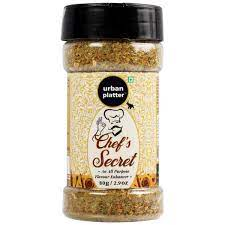 urban
platter
Chef's
Secret
~ An All Purpose
Flavour Enhancer ~
80g / 2.9oz